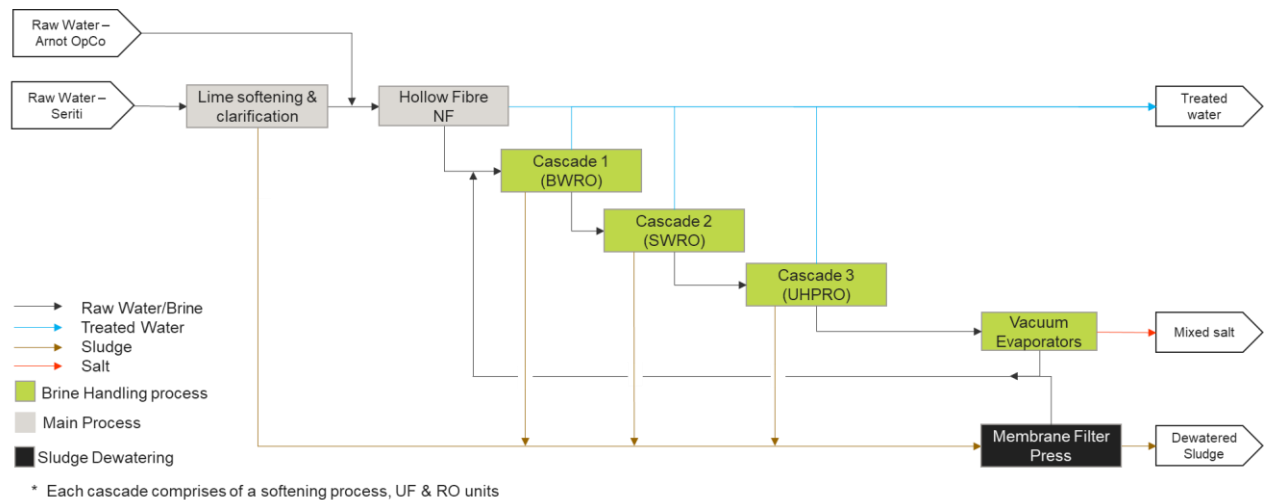 Raw Water –
Arnot OpCo
Raw Water –
Seriti
Lime softening &
clarification
Hollow Fibre
NF
Treated
water
Cascade 1
(BWRO)
Cascade 2
(SWRO)
Cascade 3
(UHPRO)
Vacuum
Evaporators
Mixed salt
Membrane Filter
Press
Dewatered
Sludge
Raw Water/Brine
Treated Water
Sludge
Salt
Brine Handling process
Main Process
Sludge Dewatering
* Each cascade comprises of a softening process, UF & RO units